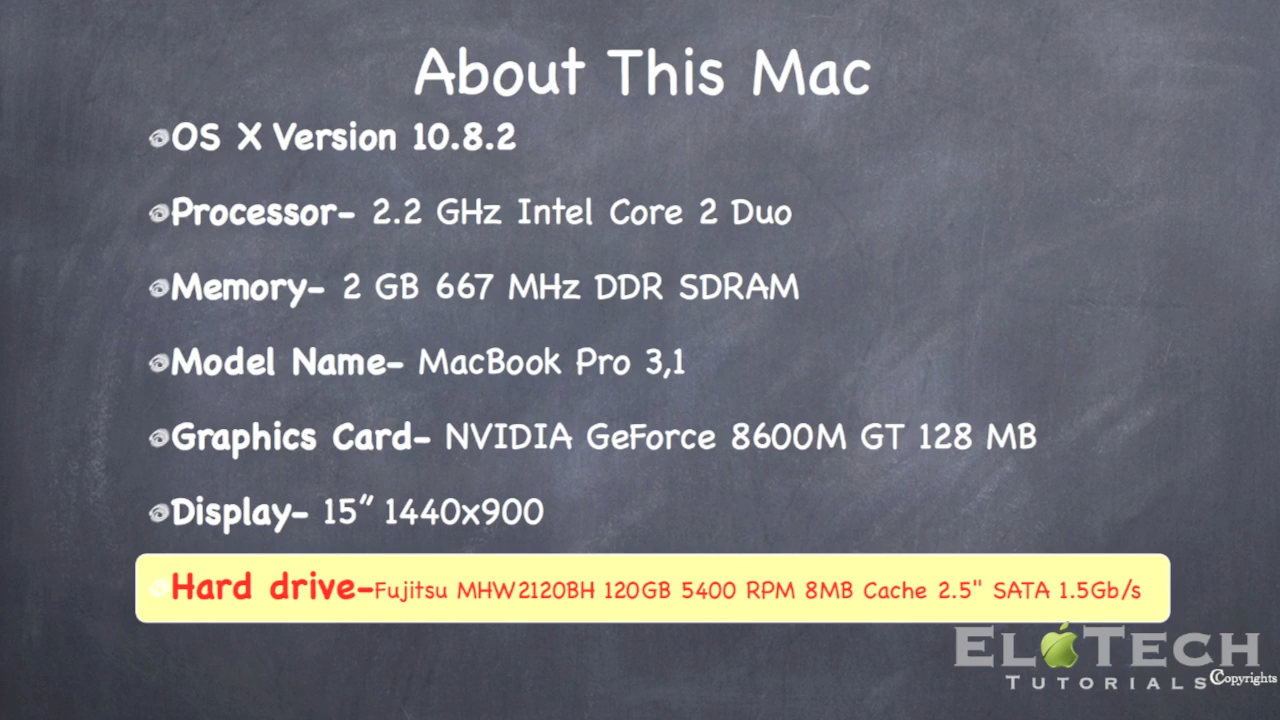 About This Mac
OS X Version 10.8.2
Processor- 2.2 GHz Intel Core 2 Duo
Memory- 2 GB 667 MHz DDR SDRAM
Model Name- MacBook Pro 3,1
Graphics Card- NVIDIA GeForce 8600M GT 128 MB
Display- 15” 1440x900
Hard drive-Fujitsu MHW2120BH 120GB 5400 RPM 8MB Cache 2.5" SATA 1.5Gb/s
ELOTECH
TUTORIALS
Copyrights